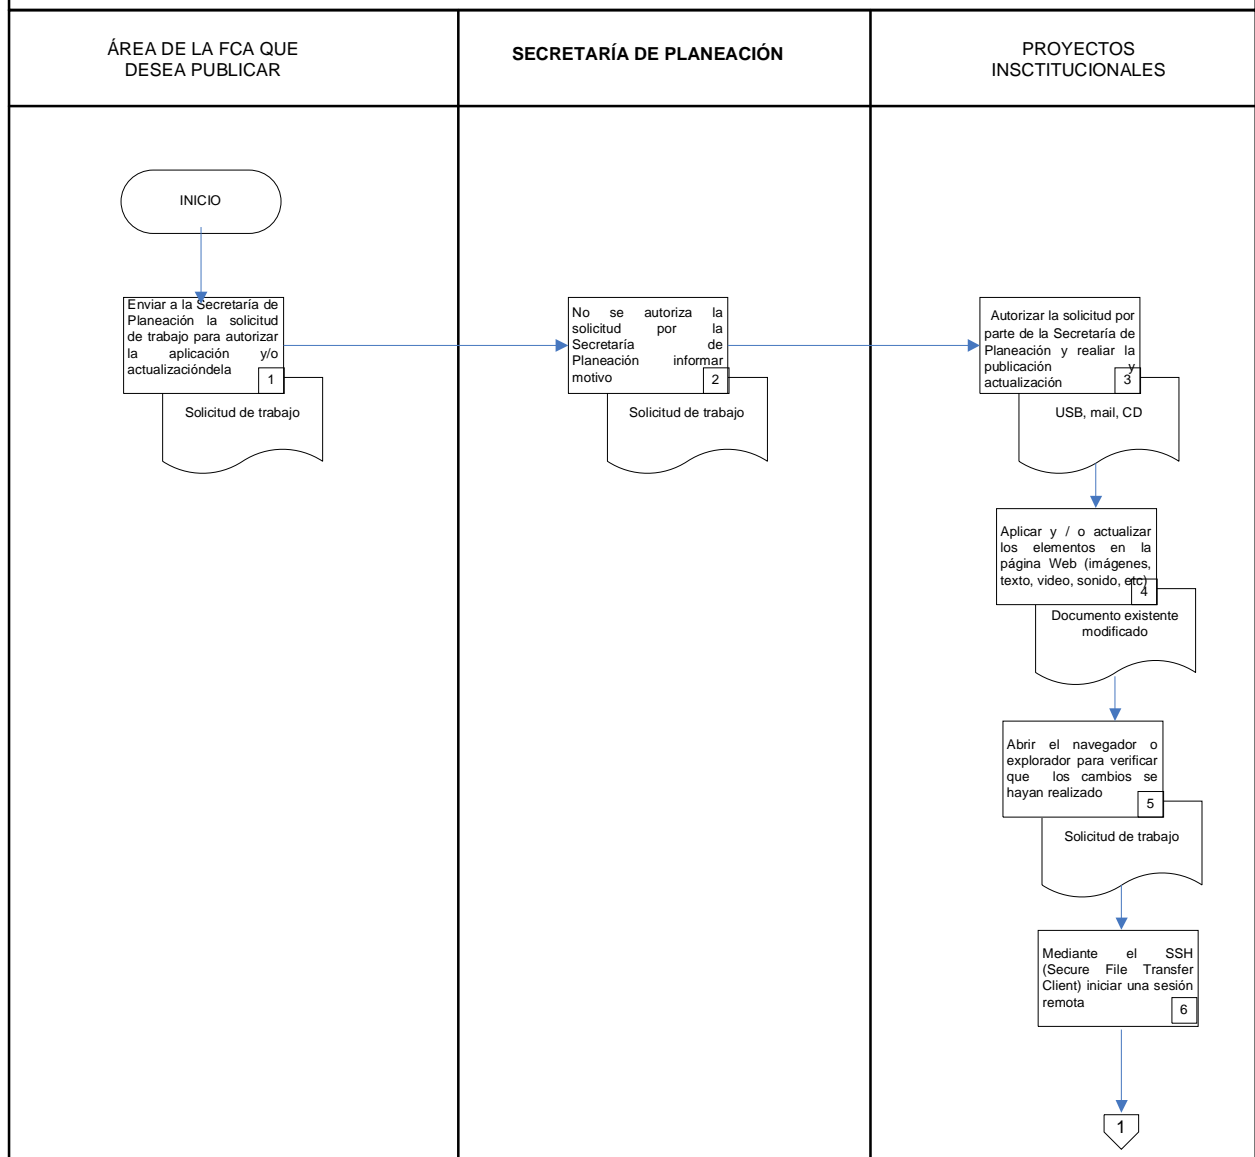 ÁREA DE LA FCA QUE
DESEA PUBLICAR
SECRETARÍA DE PLANEACIÓN
PROYECTOS
INSCTITUCIONALES
INICIO
Enviar a la Secretaría de
Planeación la solicitud
de trabajo para autorizar
la aplicación y/o
actualizacióndela
1
Solicitud de trabajo
No se autoriza la
solicitud por la
Secretaría de
Planeación informar
motivo
2
Solicitud de trabajo
Autorizar la solicitud por
parte de la Secretaría de
Planeación y realiar la
publicación y
actualización
3
USB, mail, CD
Aplicar y / o actualizar
los elementos en la
página Web (imágenes,
texto, video, sonido, etc)
4
Documento existente
modificado
Abrir el navegador o
explorador para verificar
que los cambios se
hayan realizado
5
Solicitud de trabajo
Mediante el SSH
(Secure File Transfer
Client) iniciar una sesión
remota
6
1